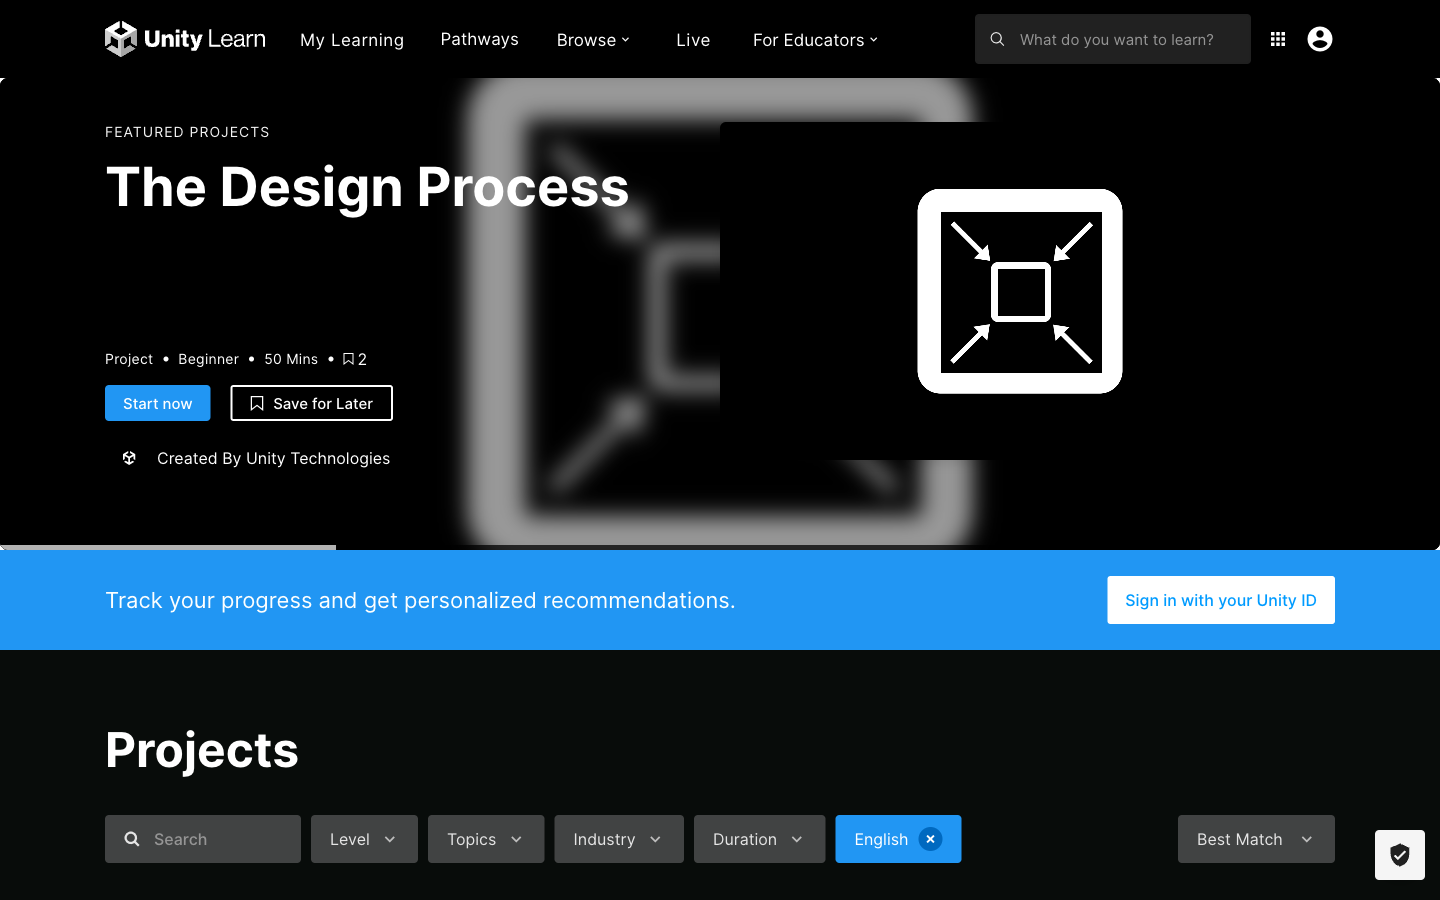 Unity Learn My Learning Pathways Browse Live For Educators What do you want to learn?
FEATURED PROJECTS
The Design Process
Project • Beginner • 50 Mins • 2
Start now Save for Later
Created By Unity Technologies
Track your progress and get personalized recommendations. Sign in with your Unity ID
Projects
Search Level Topics Industry Duration English Best Match